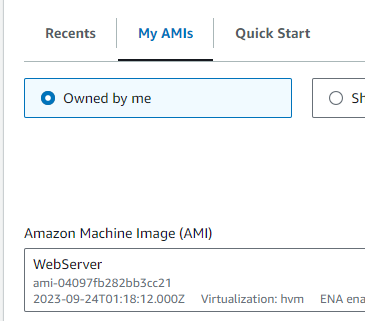 Recents My AMIs Quick Start
Owned by me Sh
Amazon Machine Image (AMI)
WebServer
ami-04097fb282bb3cc21
2023-09-24T01:18:12.000Z Virtualization: hvm ENA ena